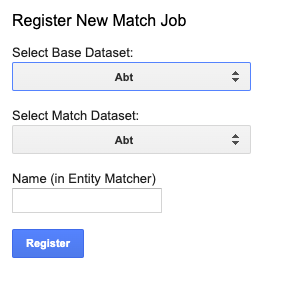 Register New Match Job
Select Base Dataset:
Abt
Select Match Dataset:
Abt
Name (in Entity Matcher)
Register